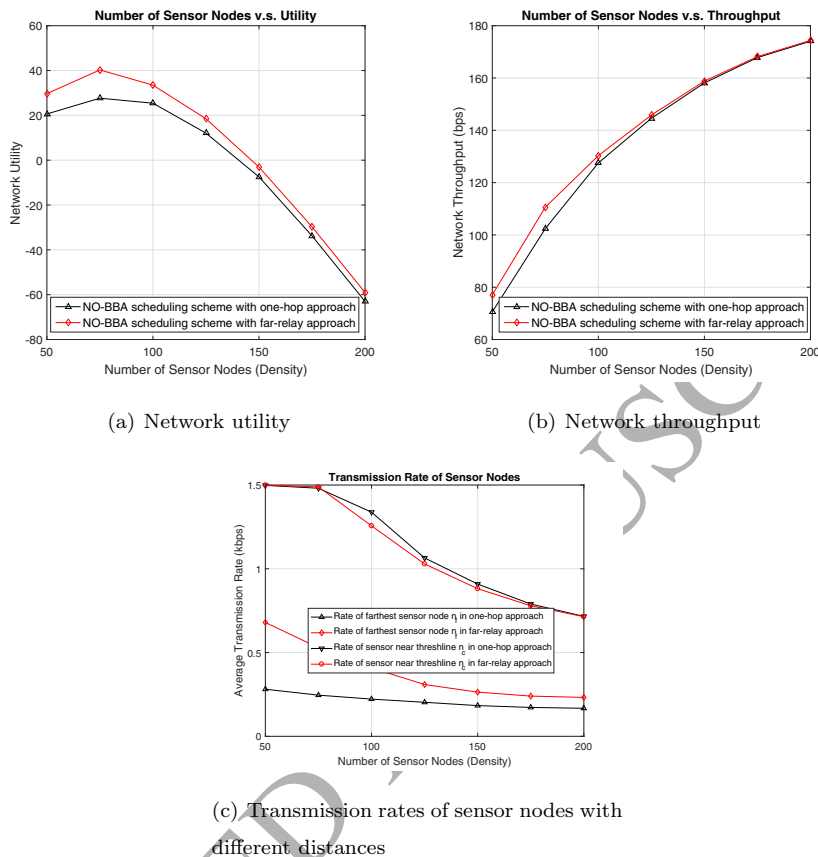 Number of Sensor Nodes v.s. Utility
Network Utility
60
40
20
0
-20
-40
-60
-80
NO-BBA scheduling scheme with one-hop approach
NO-BBA scheduling scheme with far-relay approach
50
100
150
200
Number of Sensor Nodes (Density)
(a) Network utility
Number of Sensor Nodes v.s. Throughput
Network Throughput (bps)
180
160
140
120
100
80
60
NO-BBA scheduling scheme with one-hop approach
NO-BBA scheduling scheme with far-relay approach
50
100
150
200
Number of Sensor Nodes (Density)
(b) Network throughput
Transmission Rate of Sensor Nodes
Average Transmission Rate (kbps)
1.5
1
0.5
0
Rate of farthest sensor node n_f in one-hop approach
Rate of farthest sensor node n_f in far-relay approach
Rate of sensor near threshline n_c in one-hop approach
Rate of sensor near threshline n_c in far-relay approach
50
100
150
200
Number of Sensor Nodes (Density)
(c) Transmission rates of sensor nodes with
different distances